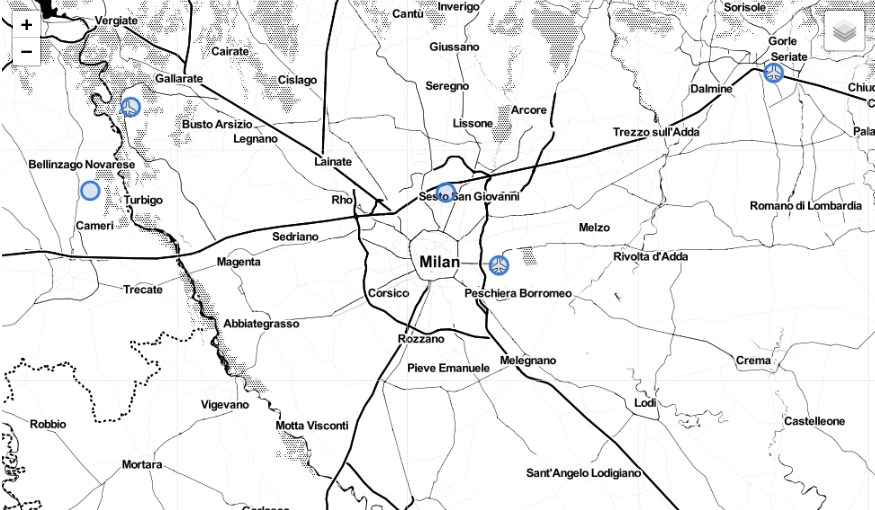 Inverigo
Sorisole
Cantù
Vergiate
+
−
Giussano
Gorle
Cairate
Seriate
Gallarate
Cislago
Seregno
Dalmine
Arcore
Busto Arsizio
Lissone
Trezzo sull'Adda
Legnano
Lainate
Bellinzago Novarese
Turbigo
Rho
Sesto San Giovanni
Romano di Lombardia
Cameri
Melzo
Sedriano
Magenta
Milan
Rivolta d'Adda
Trecate
Corsico
Peschiera Borromeo
Abbiategrasso
Rozzano
Pieve Emanuele
Melegnano
Crema
Vigevano
Lodi
Robbio
Motta Visconti
Castelleone
Mortara
Sant'Angelo Lodigiano